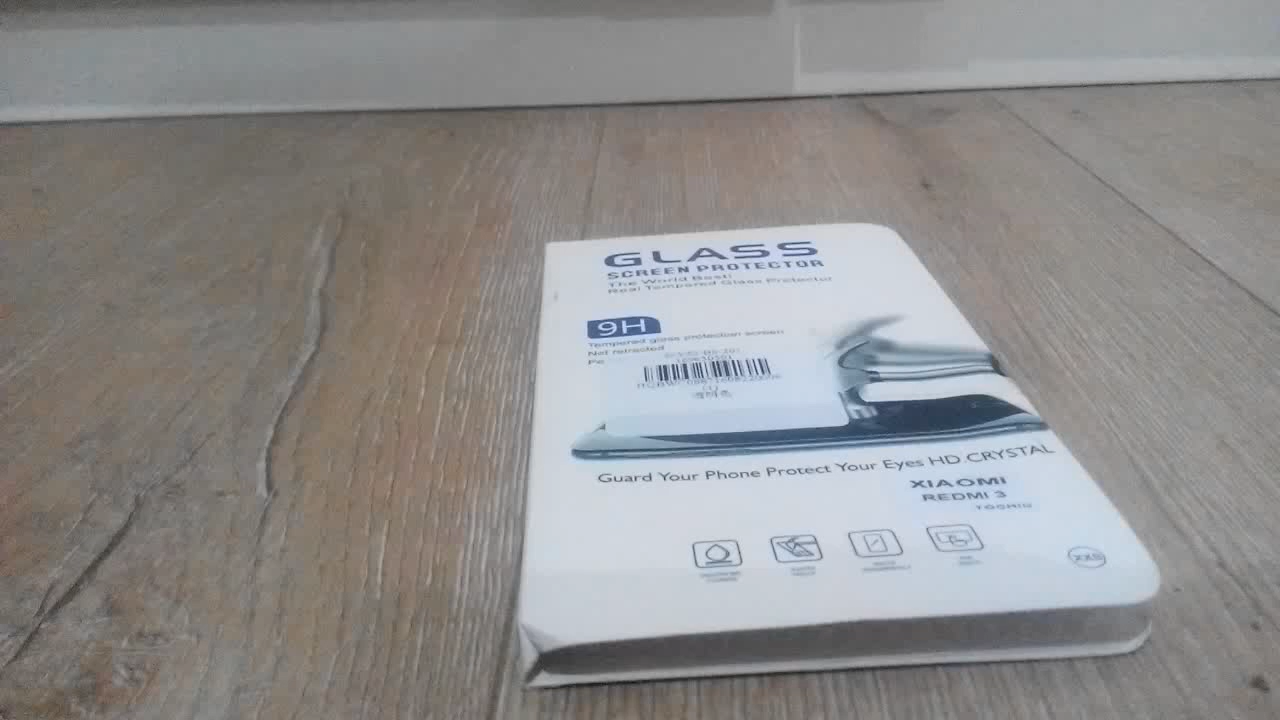 GLASS
SCREEN PROTECTOR
The World Best!
Real Tempered Glass Protector
9H
Tempered glass protection screen
Not retracted
Guard Your Phone Protect Your Eyes HD CRYSTAL
XIAOMI
REDMI 3